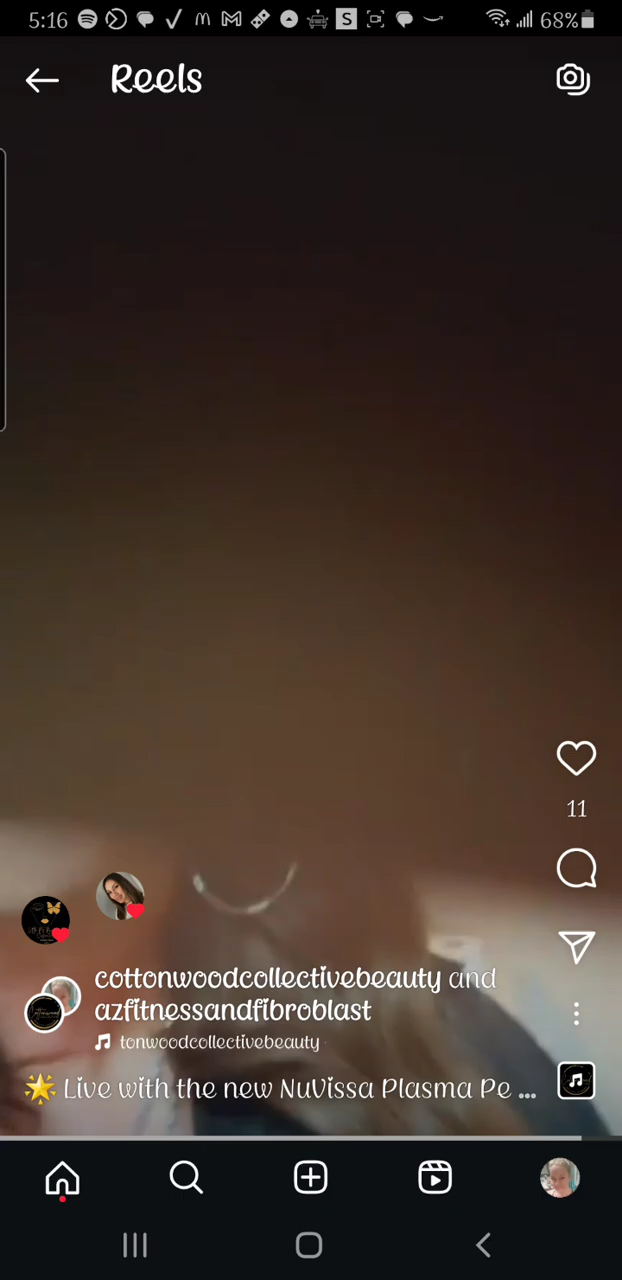 5:16
68%
Reels
11
cottonwoodcollectivebeauty and
azfitnessandfibroblast
tonwoodcollectivebeauty
🌟 Live with the new NuVissa Plasma Pe ...